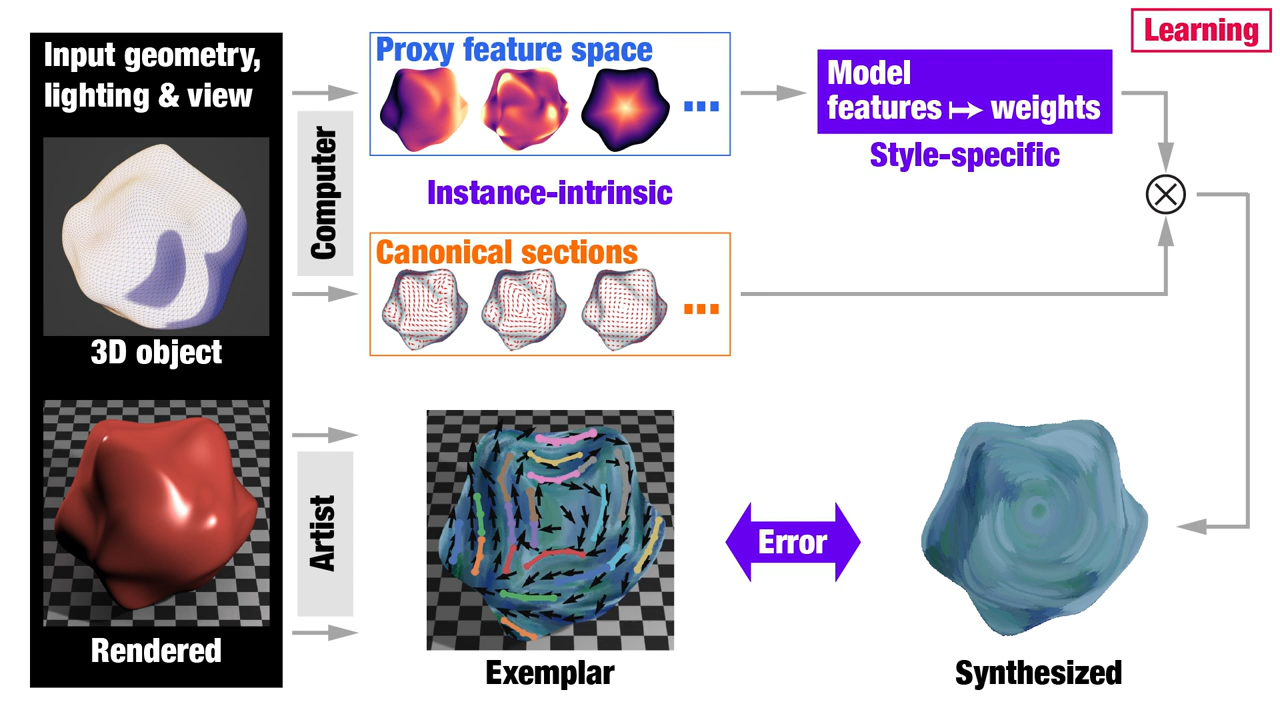 Learning
Input geometry,
lighting & view
3D object
Rendered
Computer
Artist
Proxy feature space
...
Instance-intrinsic
Canonical sections
...
Model
features ↦ weights
Style-specific
Exemplar
Error
Synthesized